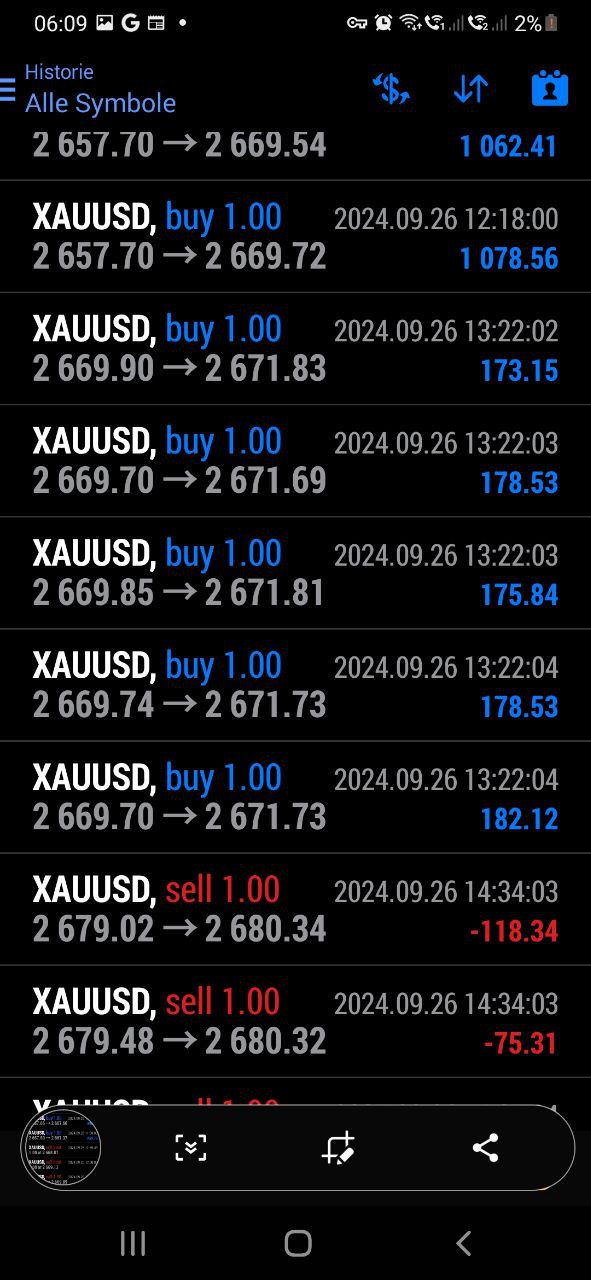 06:09
2%
Historie
Alle Symbole
2 657.70 → 2 669.54 1 062.41
XAUUSD, buy 1.00 2024.09.26 12:18:00
2 657.70 → 2 669.72 1 078.56
XAUUSD, buy 1.00 2024.09.26 13:22:02
2 669.90 → 2 671.83 173.15
XAUUSD, buy 1.00 2024.09.26 13:22:03
2 669.70 → 2 671.69 178.53
XAUUSD, buy 1.00 2024.09.26 13:22:03
2 669.85 → 2 671.81 175.84
XAUUSD, buy 1.00 2024.09.26 13:22:04
2 669.74 → 2 671.73 178.53
XAUUSD, buy 1.00 2024.09.26 13:22:04
2 669.70 → 2 671.73 182.12
XAUUSD, sell 1.00 2024.09.26 14:34:03
2 679.02 → 2 680.34 -118.34
XAUUSD, sell 1.00 2024.09.26 14:34:03
2 679.48 → 2 680.32 -75.31
XAUUSD, sell 1.00